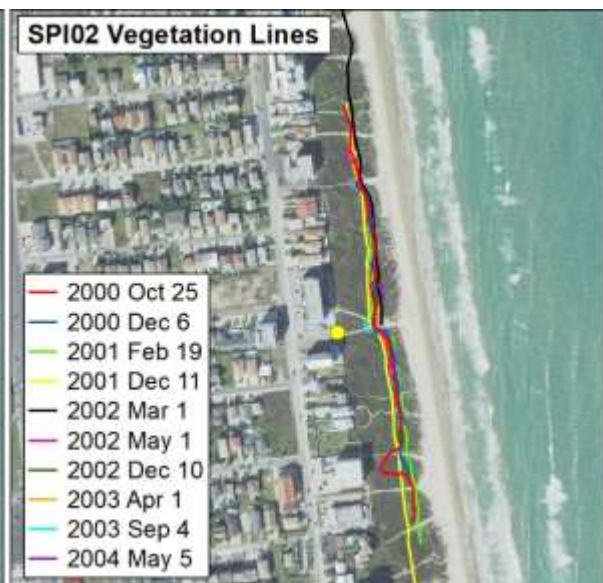 SPI02 Vegetation Lines
2000 Oct 25
2000 Dec 6
2001 Feb 19
2001 Dec 11
2002 Mar 1
2002 May 1
2002 Dec 10
2003 Apr 1
2003 Sep 4
2004 May 5